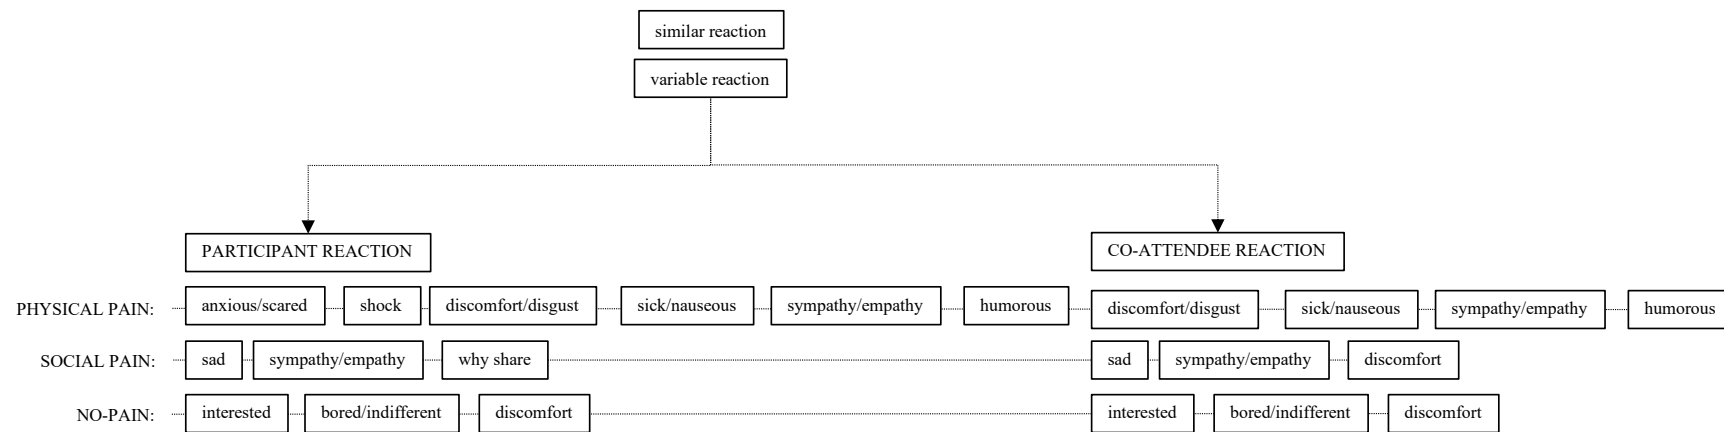 similar reaction
variable reaction
PARTICIPANT REACTION CO-ATTENDEE REACTION
PHYSICAL PAIN: anxious/scared shock discomfort/disgust sick/nauseous sympathy/empathy humorous discomfort/disgust sick/nauseous sympathy/empathy humorous
SOCIAL PAIN: sad sympathy/empathy why share sad sympathy/empathy discomfort
NO-PAIN: interested bored/indifferent discomfort interested bored/indifferent discomfort